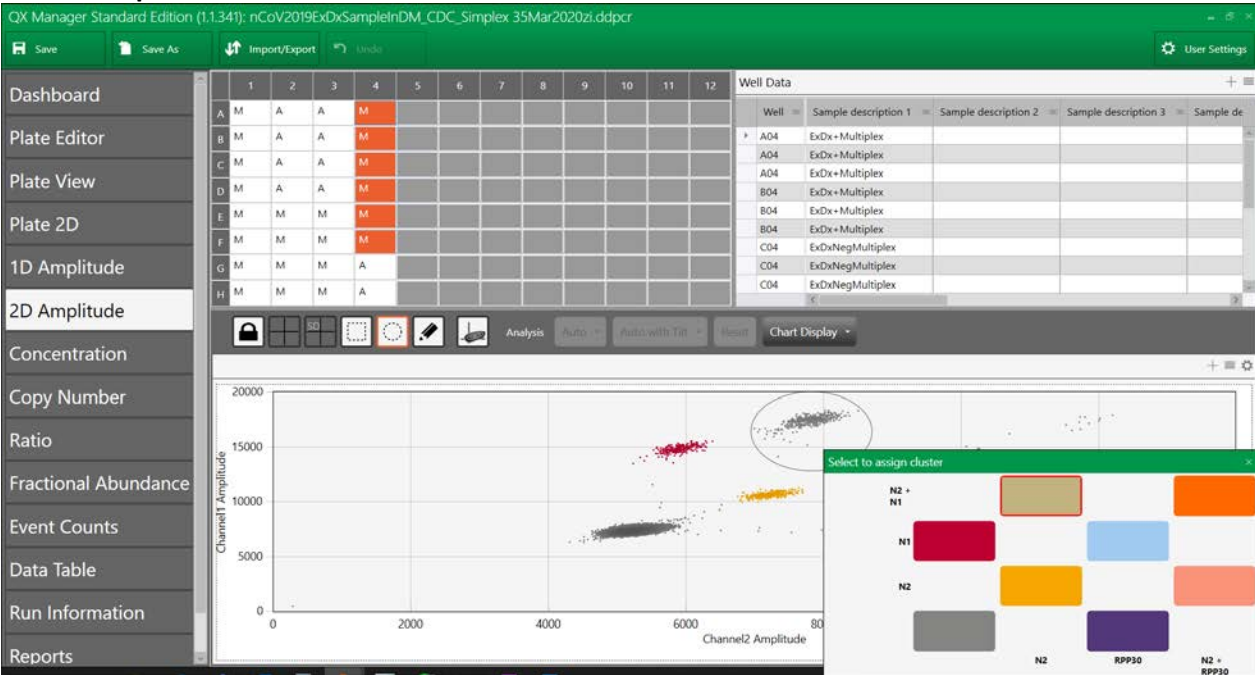 QX Manager Standard Edition (1.1.341): nCoV2019ExDxSampleInDM_CDC_Simplex 35Mar2020zi.ddpcr
Save Save As Import/Export Undo User Settings
Dashboard
Plate Editor
Plate View
Plate 2D
1D Amplitude
2D Amplitude
Concentration
Copy Number
Ratio
Fractional Abundance
Event Counts
Data Table
Run Information
Reports
1 2 3 4 5 6 7 8 9 10 11 12
A M A A M
B M A A M
C M A A M
D M A A M
E M M M M
F M M M M
G M M M A
H M M M A
Well Data
Well Sample description 1 Sample description 2 Sample description 3 Sample de
A04 ExDx+Multiplex
A04 ExDx+Multiplex
A04 ExDx+Multiplex
B04 ExDx+Multiplex
B04 ExDx+Multiplex
B04 ExDx+Multiplex
C04 ExDxNegMultiplex
C04 ExDxNegMultiplex
C04 ExDxNegMultiplex
SD Analysis Auto Auto with Tilt Reset Chart Display
Channel1 Amplitude
20000
15000
10000
5000
0
0 2000 4000 6000 80
Channel2 Amplitude
Select to assign cluster
N2 +
N1
N1
N2
N2 RPP30 N2 +
RPP30